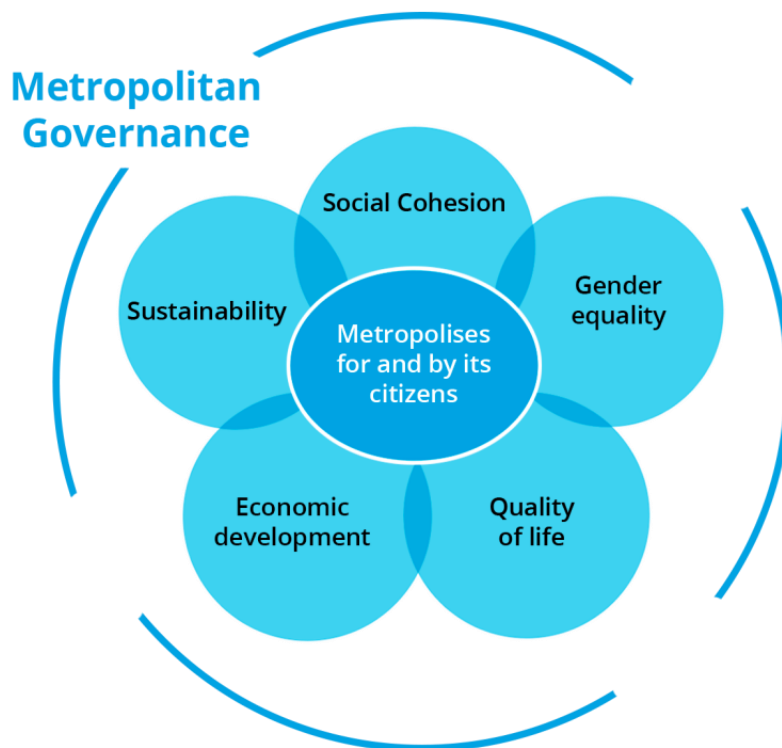 Metropolitan
Governance
Social Cohesion
Gender
equality
Sustainability
Metropolises
for and by its
citizens
Economic
development
Quality
of life